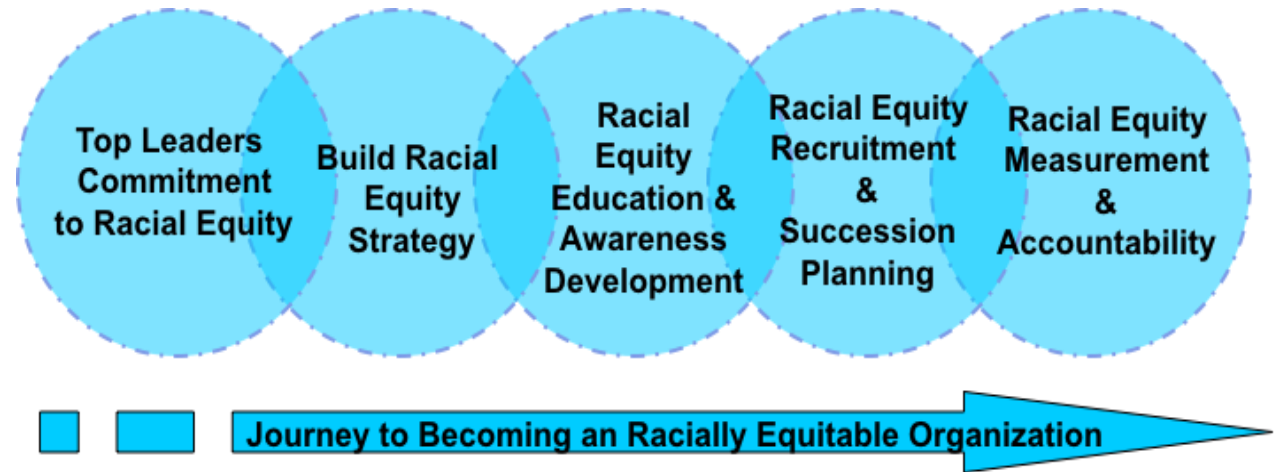 Top Leaders
Commitment
to Racial Equity
Build Racial
Equity
Strategy
Racial
Equity
Education &
Awareness
Development
Racial Equity
Recruitment
&
Succession
Planning
Racial Equity
Measurement
&
Accountability
Journey to Becoming an Racially Equitable Organization